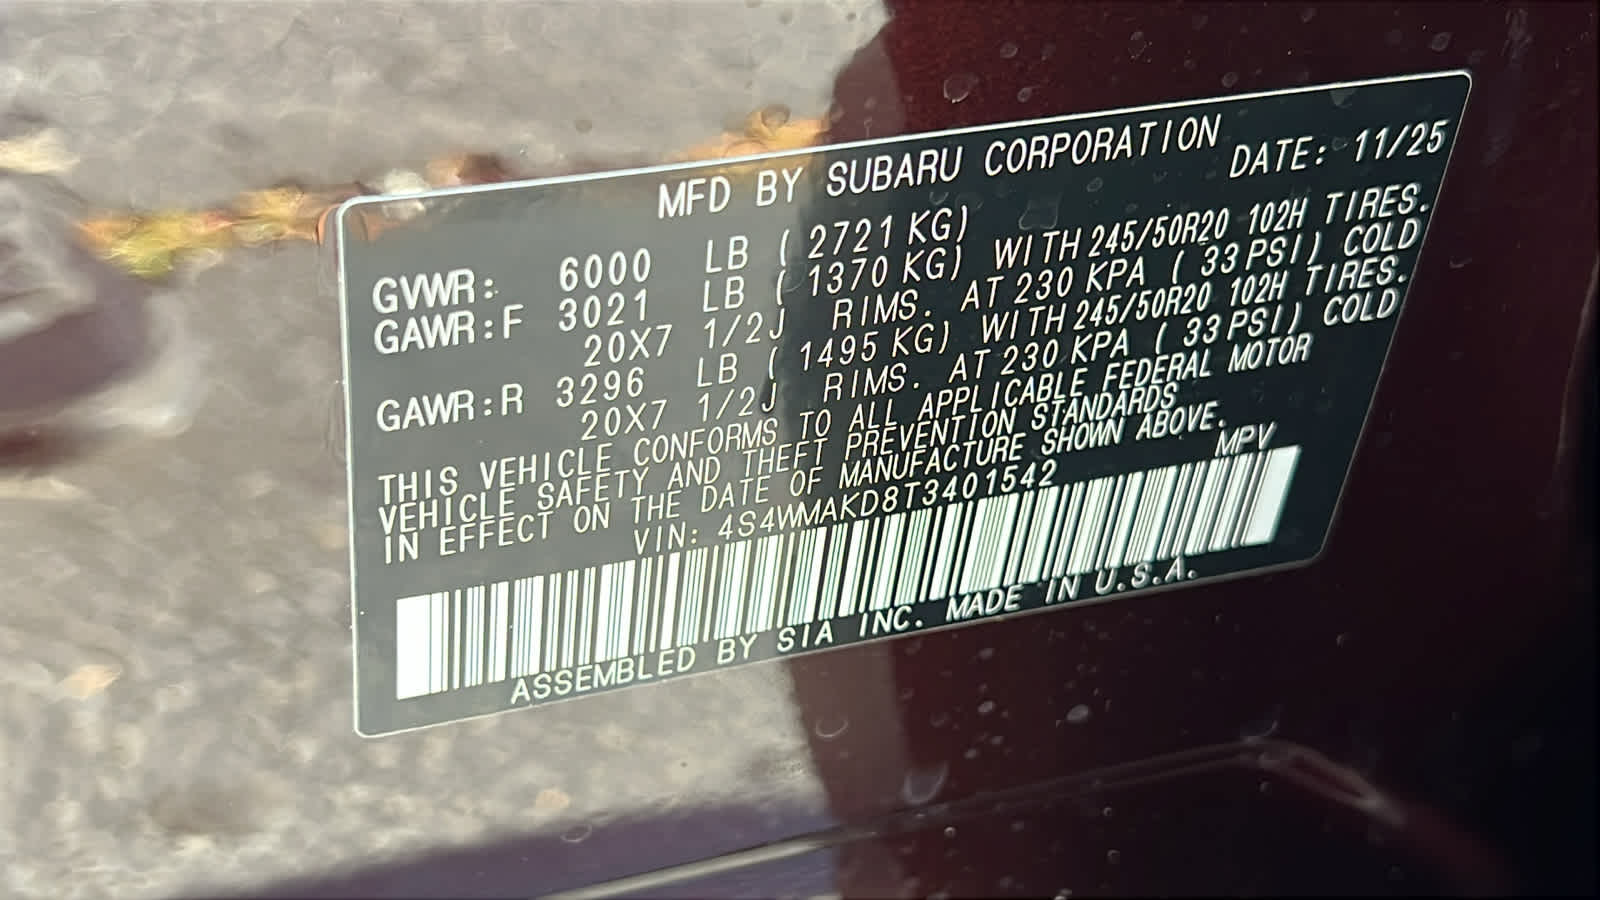 MFD BY SUBARU CORPORATION DATE: 11/25
GVWR: 6000 LB ( 2721 KG)
GAWR:F 3021 LB ( 1370 KG) WITH 245/50R20 102H TIRES.
20X7 1/2J RIMS. AT 230 KPA ( 33 PSI) COLD
GAWR:R 3296 LB ( 1495 KG) WITH 245/50R20 102H TIRES.
20X7 1/2J RIMS. AT 230 KPA ( 33 PSI) COLD
THIS VEHICLE CONFORMS TO ALL APPLICABLE FEDERAL MOTOR
VEHICLE SAFETY AND THEFT PREVENTION STANDARDS
IN EFFECT ON THE DATE OF MANUFACTURE SHOWN ABOVE.
VIN: 4S4WMAKD8T3401542 MPV
ASSEMBLED BY SIA INC. MADE IN U.S.A.